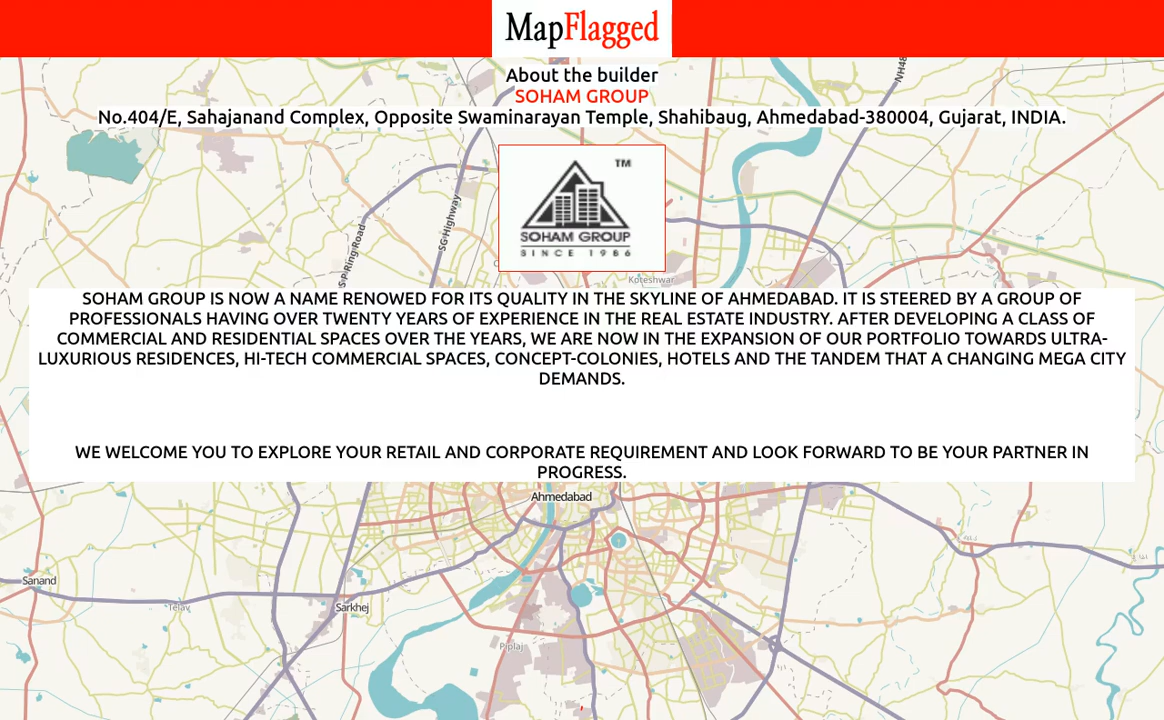 MapFlagged
About the builder
SOHAM GROUP
No.404/E, Sahajanand Complex, Opposite Swaminarayan Temple, Shahibaug, Ahmedabad-380004, Gujarat, INDIA.
NH48
SG Highway
S P Ring Road
TM
SOHAM GROUP
SINCE 1986
Koteshwar
SOHAM GROUP IS NOW A NAME RENOWED FOR ITS QUALITY IN THE SKYLINE OF AHMEDABAD. IT IS STEERED BY A GROUP OF
PROFESSIONALS HAVING OVER TWENTY YEARS OF EXPERIENCE IN THE REAL ESTATE INDUSTRY. AFTER DEVELOPING A CLASS OF
COMMERCIAL AND RESIDENTIAL SPACES OVER THE YEARS, WE ARE NOW IN THE EXPANSION OF OUR PORTFOLIO TOWARDS ULTRA-
LUXURIOUS RESIDENCES, HI-TECH COMMERCIAL SPACES, CONCEPT-COLONIES, HOTELS AND THE TANDEM THAT A CHANGING MEGA CITY
DEMANDS.
WE WELCOME YOU TO EXPLORE YOUR RETAIL AND CORPORATE REQUIREMENT AND LOOK FORWARD TO BE YOUR PARTNER IN
PROGRESS.
Ahmedabad
Sanand
Telav
Sarkhej
Piplaj